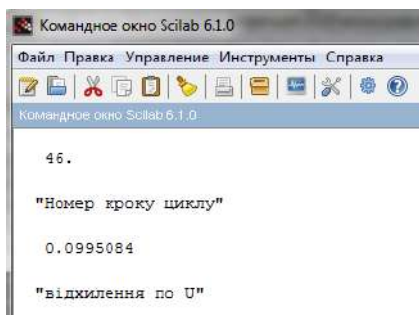 Командное окно Scilab 6.1.0
Файл Правка Управление Инструменты Справка
Командное окно Scilab 6.1.0
46.
"Номер кроку циклу"
0.0995084
"відхилення по U"